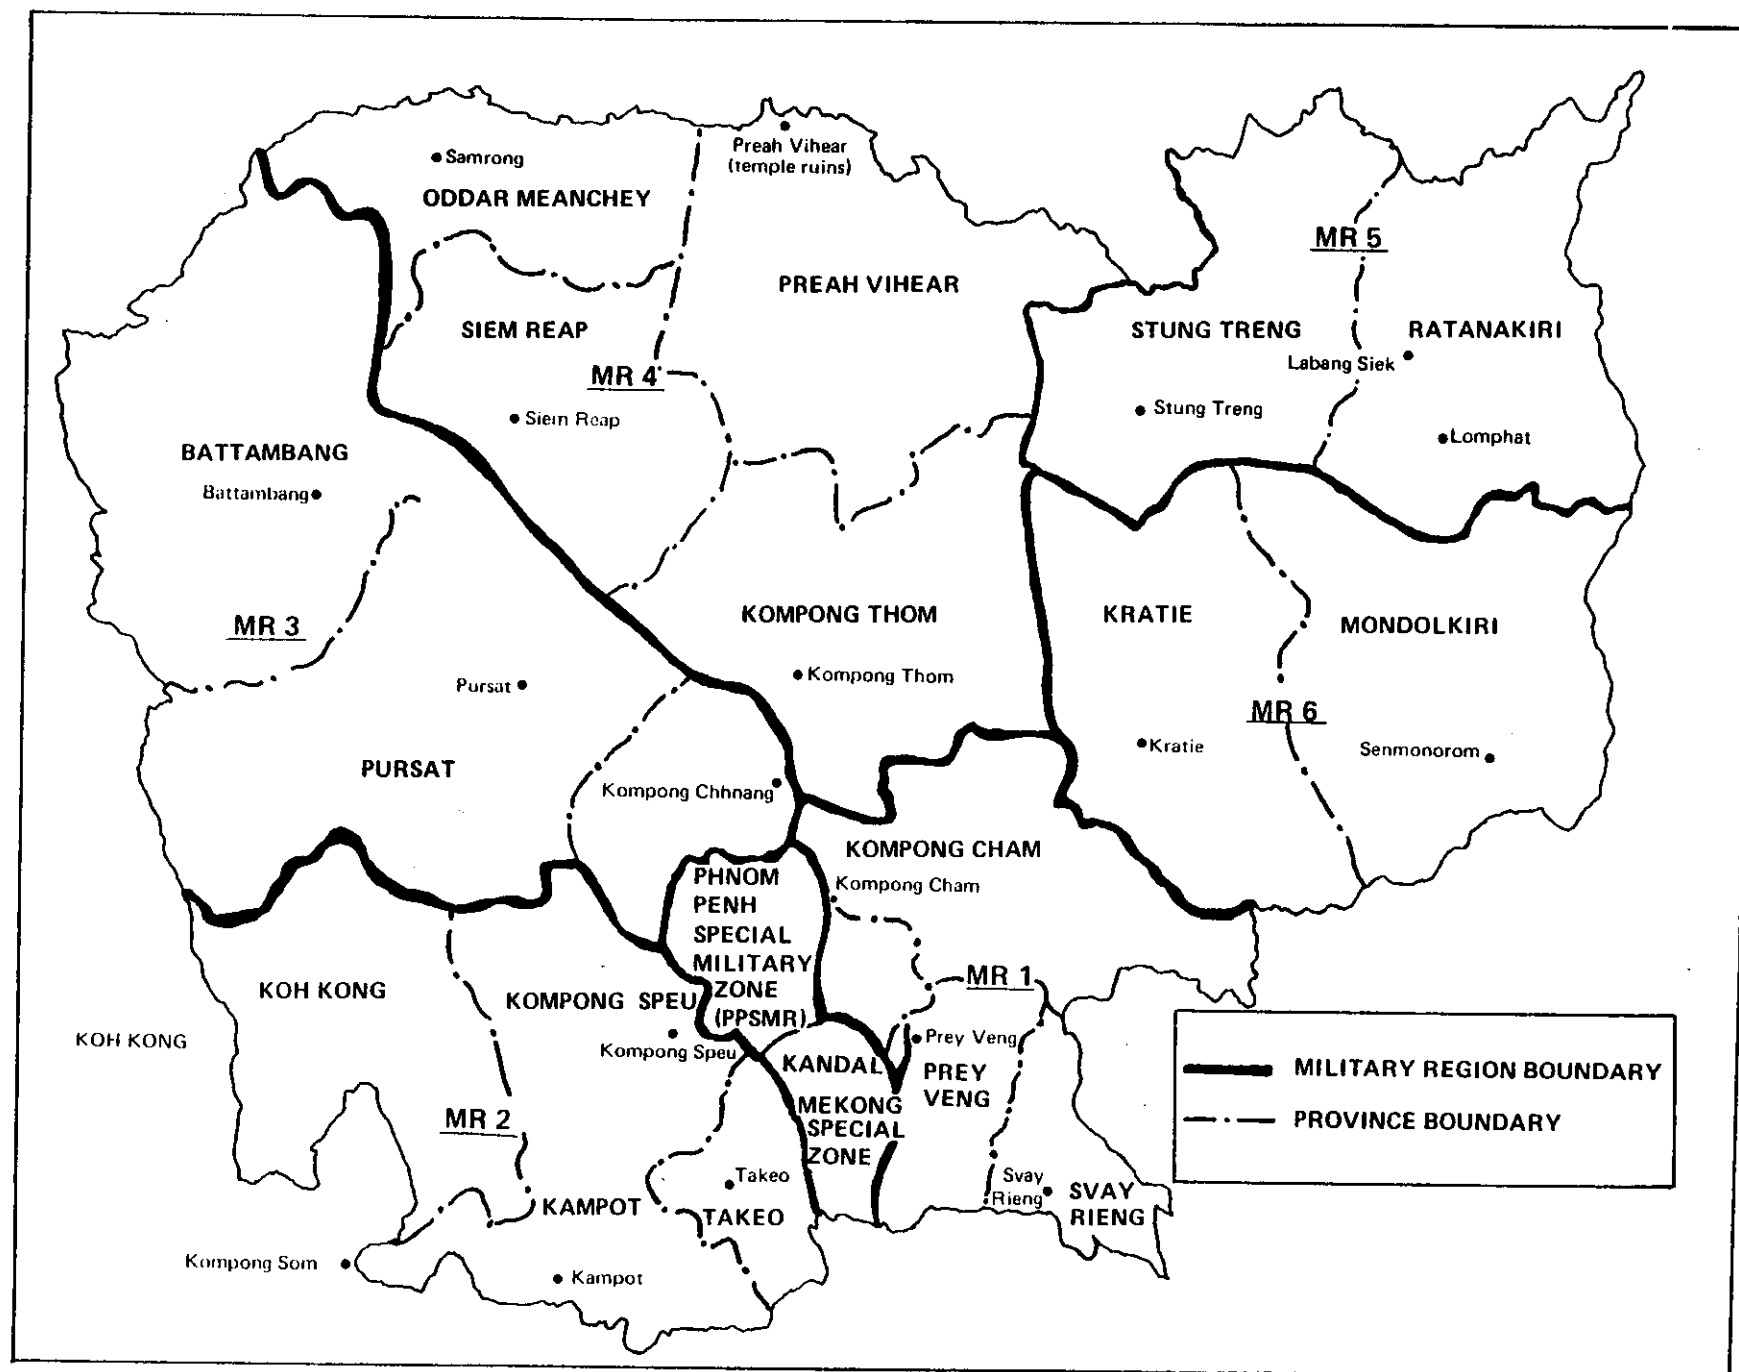 Samrong
ODDAR MEANCHEY
Preah Vihear
(temple ruins)
MR 5
PREAH VIHEAR
SIEM REAP
STUNG TRENG
RATANAKIRI
Labang Siek
MR 4
Siem Reap
Stung Treng
Lomphat
BATTAMBANG
Battambang
MR 3
KOMPONG THOM
KRATIE
MONDOLKIRI
Kompong Thom
Pursat
MR 6
Kratie
Senmonorom
PURSAT
Kompong Chhnang
KOMPONG CHAM
Kompong Cham
PHNOM
PENH
SPECIAL
MILITARY
ZONE
(PPSMR)
MR 1
KOH KONG
KOMPONG SPEU
KOH KONG
Kompong Speu
Prey Veng
KANDAL
PREY
VENG
MEKONG
SPECIAL
ZONE
MR 2
Takeo
Svay
Rieng
SVAY
RIENG
KAMPOT
TAKEO
Kompong Som
Kampot
MILITARY REGION BOUNDARY
PROVINCE BOUNDARY